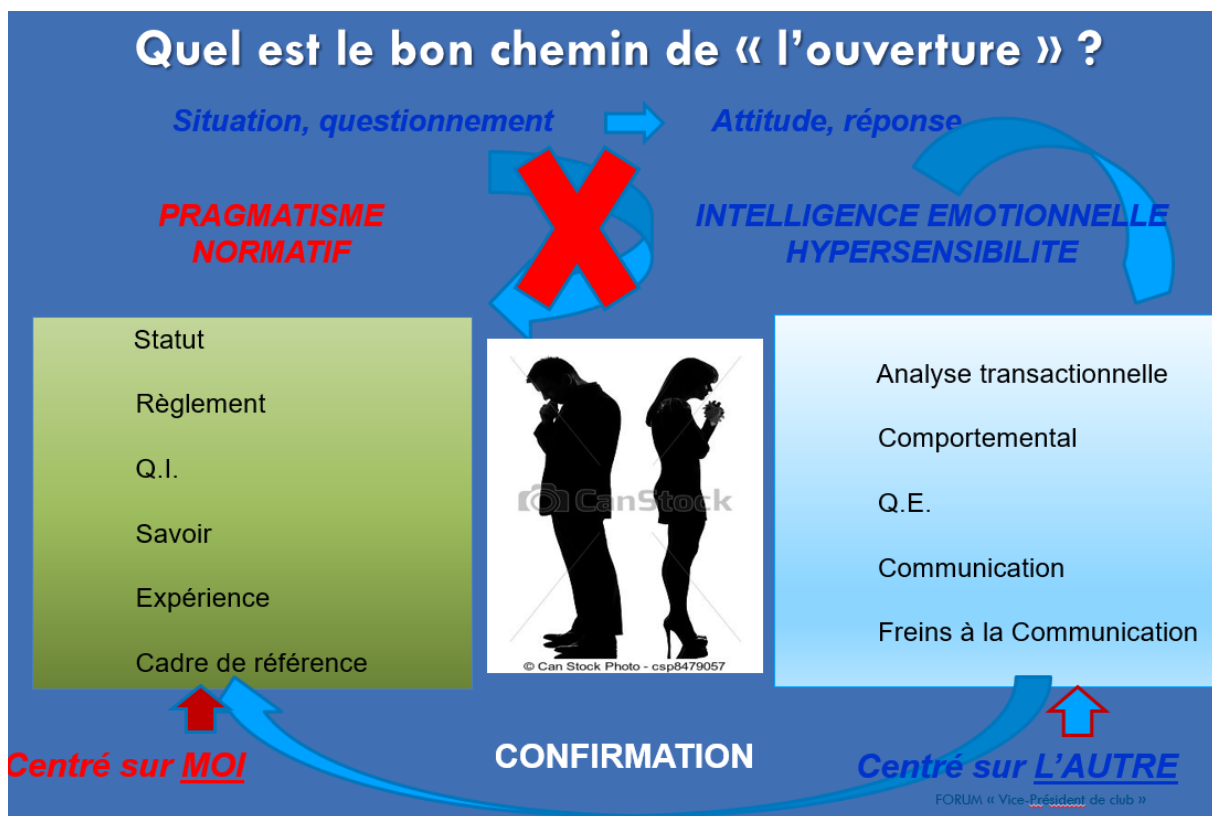 Quel est le bon chemin de « l’ouverture » ?
Situation, questionnement
Attitude, réponse
PRAGMATISME
NORMATIF
INTELLIGENCE EMOTIONNELLE
HYPERSENSIBILITE
Statut
Règlement
Q.I.
Savoir
Expérience
Cadre de référence
CanStock
© Can Stock Photo - csp8479057
Analyse transactionnelle
Comportemental
Q.E.
Communication
Freins à la Communication
Centré sur MOI
CONFIRMATION
Centré sur L’AUTRE
FORUM « Vice-Président de club »